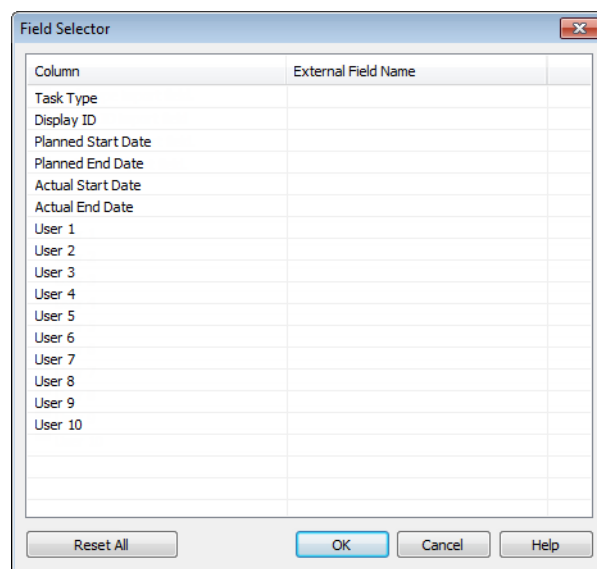 Field Selector
Column External Field Name
Task Type
Display ID
Planned Start Date
Planned End Date
Actual Start Date
Actual End Date
User 1
User 2
User 3
User 4
User 5
User 6
User 7
User 8
User 9
User 10
Reset All OK Cancel Help